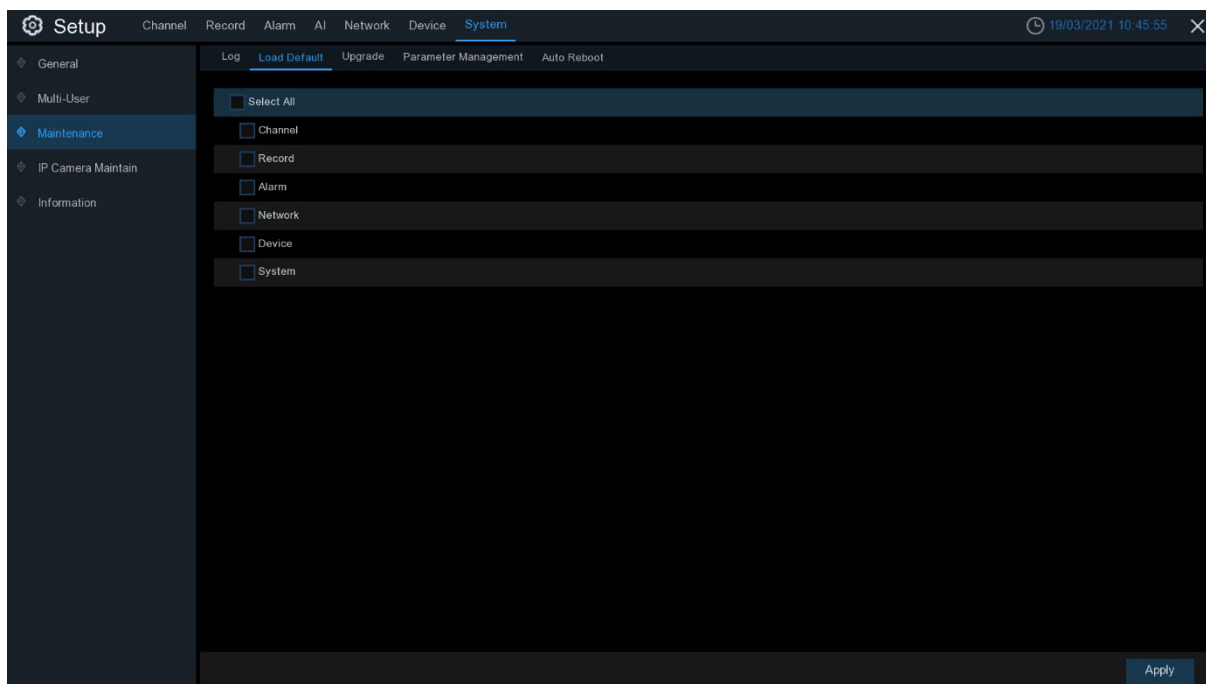 Setup Channel Record Alarm AI Network Device System 19/03/2021 10:45:55
General
Multi-User
Maintenance
IP Camera Maintain
Information
Log Load Default Upgrade Parameter Management Auto Reboot
Select All
Channel
Record
Alarm
Network
Device
System
Apply